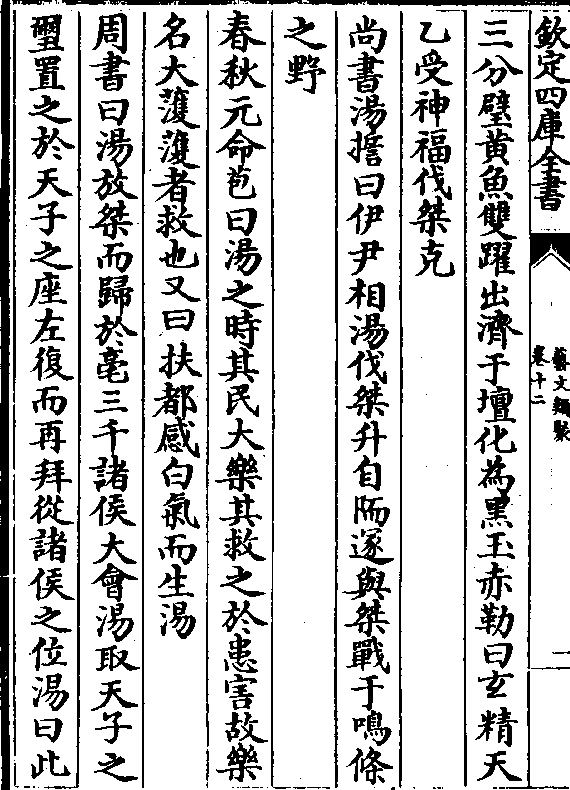 欽定四庫全書
藝文類聚
卷十二
一
三分璧黃魚雙躍出濟于壇化為黑玉赤勒曰玄精天
乙受神福伐桀克
尚書湯誓曰伊尹相湯伐桀升自陑遂與桀戰于鳴條
之野
春秋元命苞曰湯之時其民大樂其救之於患害故樂
名大蒦蒦者救也又曰扶都感白氣而生湯
周書曰湯放桀而歸於亳三千諸侯大會湯取天子之
璽置之於天子之座左復而再拜從諸侯之位湯曰此